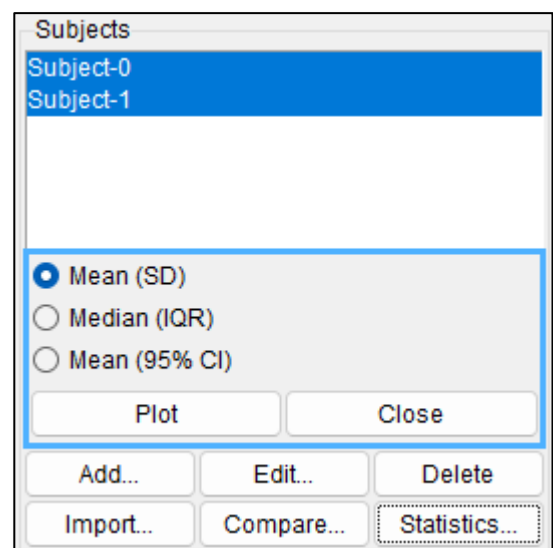 Subjects
Subject-0
Subject-1
Mean (SD)
Median (IQR)
Mean (95% CI)
Plot Close
Add... Edit... Delete
Import... Compare... Statistics...